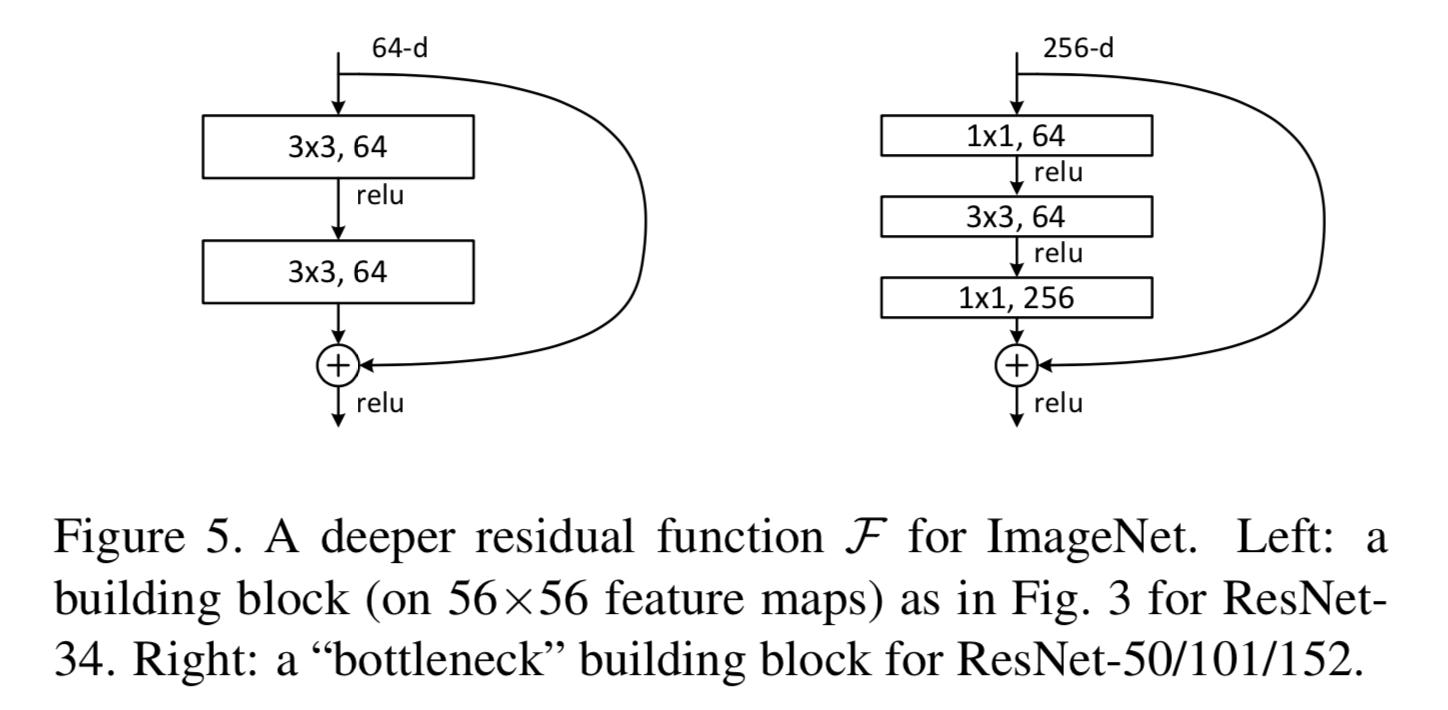 64-d
3x3, 64
relu
3x3, 64
+
relu
256-d
1x1, 64
relu
3x3, 64
relu
1x1, 256
+
relu
Figure 5. A deeper residual function ℱ for ImageNet. Left: a
building block (on 56×56 feature maps) as in Fig. 3 for ResNet-
34. Right: a “bottleneck” building block for ResNet-50/101/152.